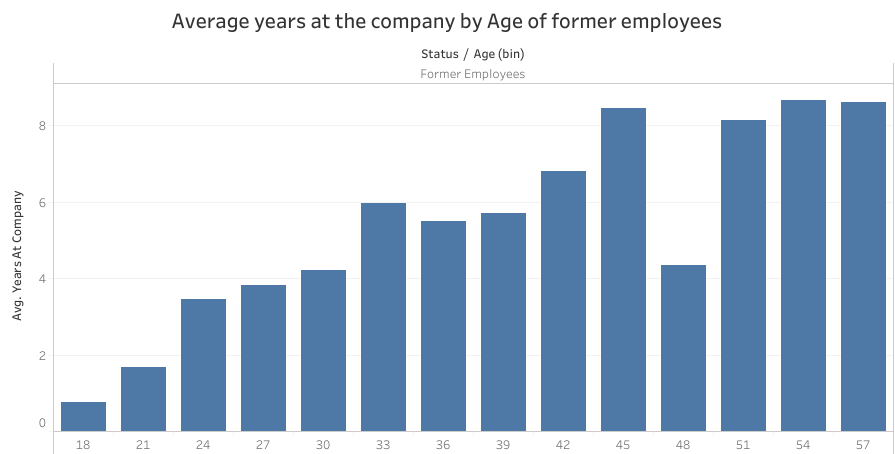 Average years at the company by Age of former employees
Status / Age (bin)
Former Employees
Avg. Years At Company
8
6
4
2
0
18 21 24 27 30 33 36 39 42 45 48 51 54 57